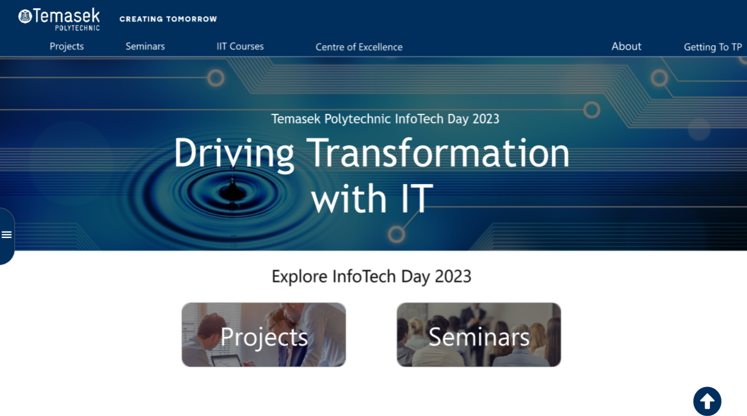 Temasek
POLYTECHNIC
CREATING TOMORROW
Projects Seminars IIT Courses Centre of Excellence About Getting To TP
Temasek Polytechnic InfoTech Day 2023
Driving Transformation
with IT
Explore InfoTech Day 2023
Projects Seminars